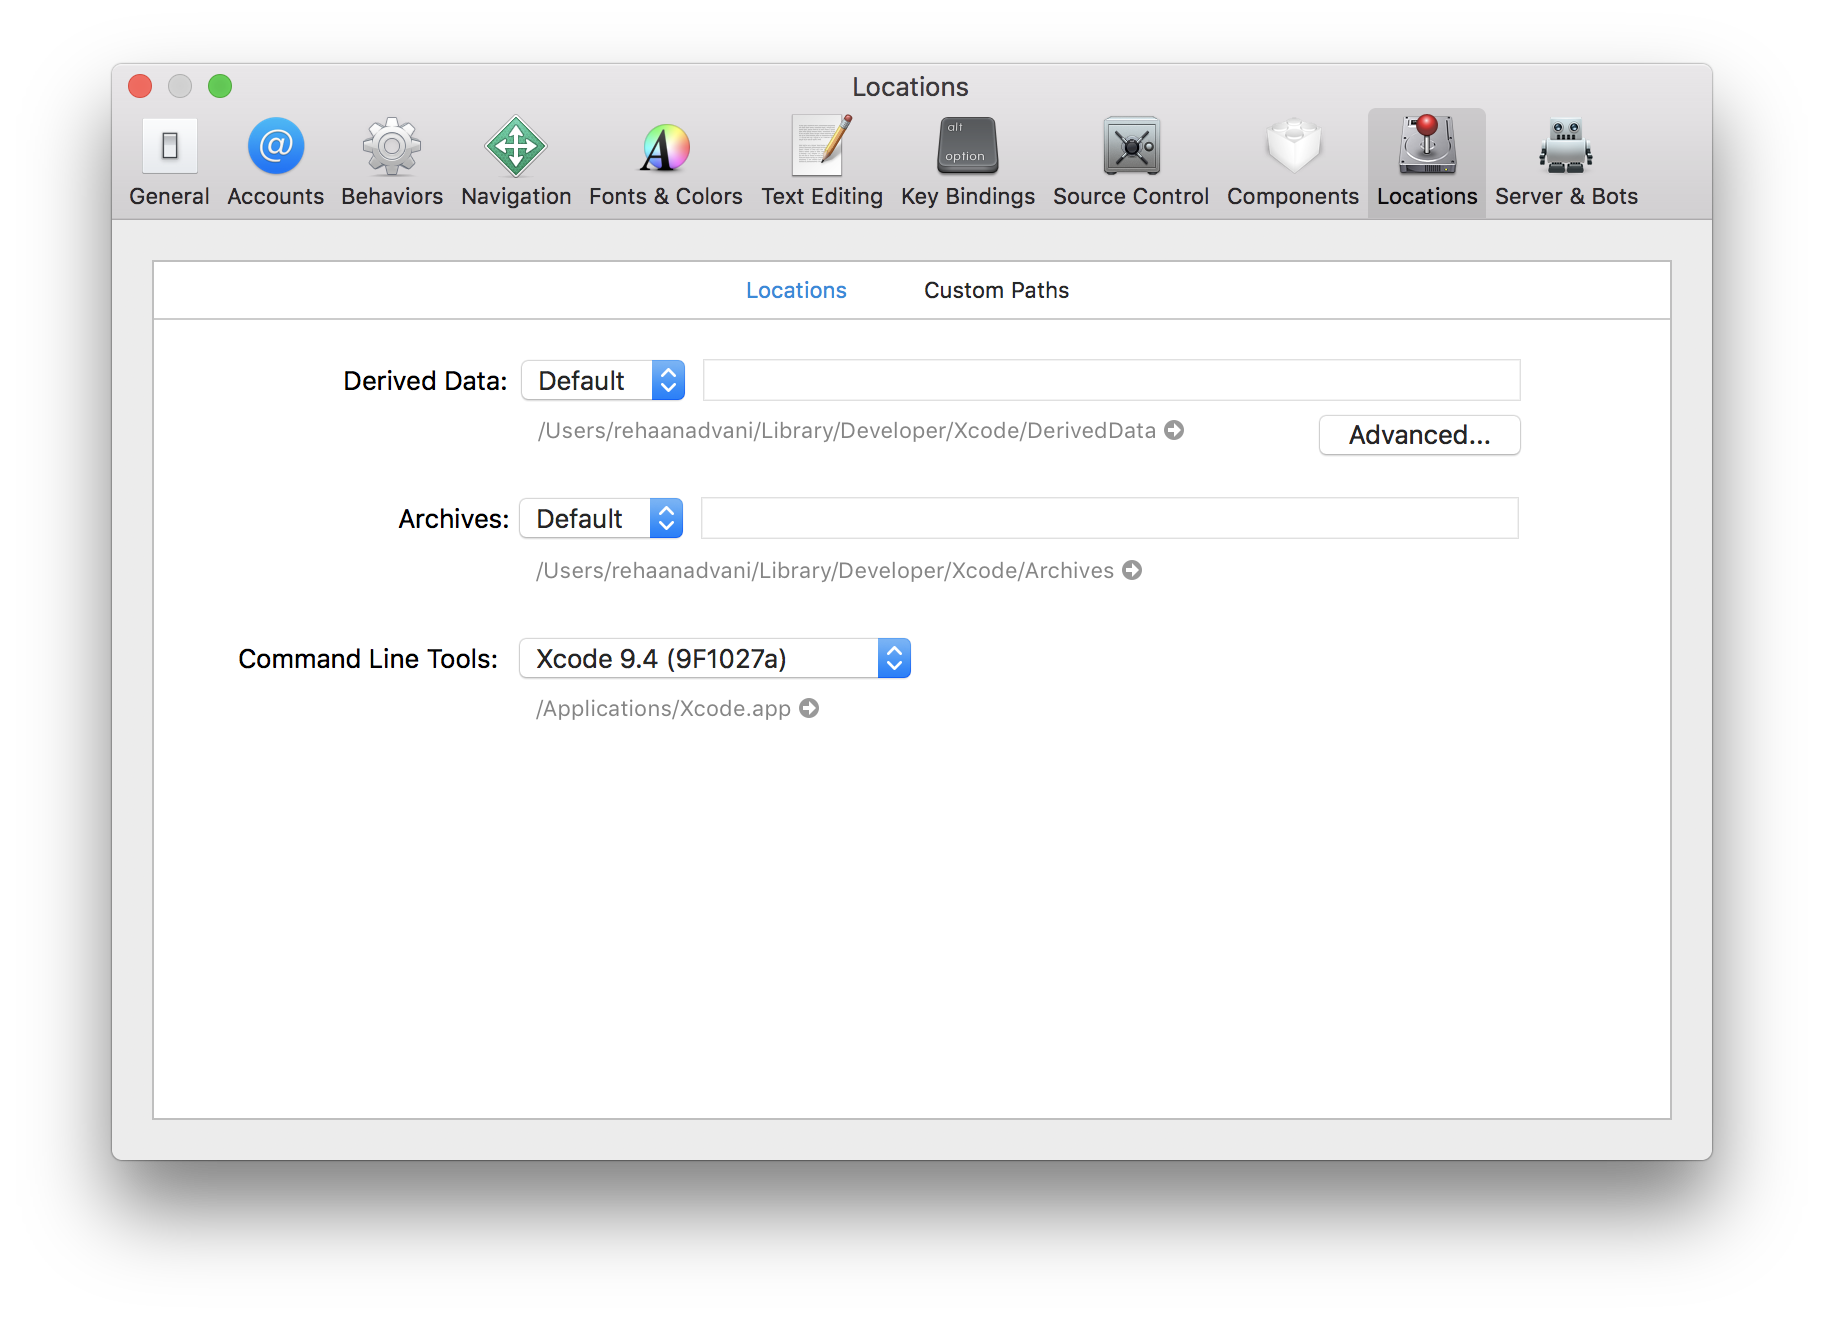 Locations
@
alt
option
A
General Accounts Behaviors Navigation Fonts & Colors Text Editing Key Bindings Source Control Components Locations Server & Bots
Locations Custom Paths
Derived Data: Default
/Users/rehaanadvani/Library/Developer/Xcode/DerivedData
Advanced...
Archives: Default
/Users/rehaanadvani/Library/Developer/Xcode/Archives
Command Line Tools: Xcode 9.4 (9F1027a)
/Applications/Xcode.app